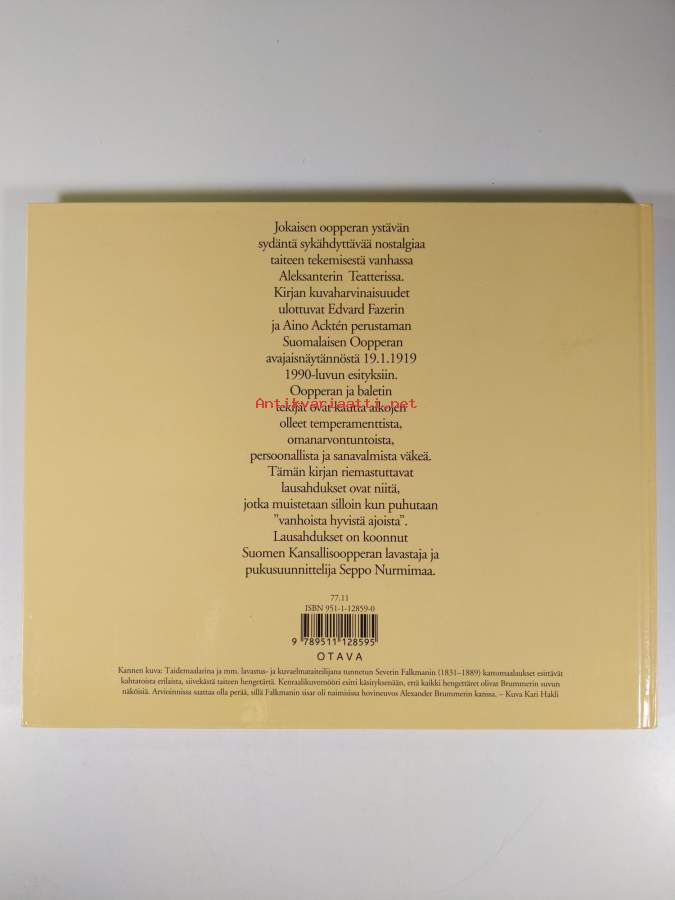 Jokaisen oopperan ystävän
sydäntä sykähdyttävää nostalgiaa
taiteen tekemisestä vanhassa
Aleksanterin Teatterissa.
Kirjan kuvaharvinaisuudet
ulottuvat Edvard Fazerin
ja Aino Acktén perustaman
Suomalaisen Oopperan
avajaisnäytännöstä 19.1.1919
1990-luvun esityksiin.
Oopperan ja baletin
Antikvariaatti.net
tekijät ovat kautta aikojen
olleet temperamenttista,
omanarvontuntoista,
persoonallista ja sanavalmista väkeä.
Tämän kirjan riemastuttavat
lausahdukset ovat niitä,
jotka muistetaan silloin kun puhutaan
"vanhoista hyvistä ajoista".
Lausahdukset on koonnut
Suomen Kansallisoopperan lavastaja ja
pukusuunnittelija Seppo Nurmimaa.
77.11
ISBN 951-1-12859-0
9 789511 128595
OTAVA
Kannen kuva: Taidemaalarina ja mm. lavastus- ja kuvaelmataiteilijana tunnetun Severin Falkmanin (1831–1889) kattomaalaukset esittävät
kahtatoista erilaista, siivekästä taiteen hengetärtä. Kenraalikuvernööri esitti käsityksenään, että kaikki hengettäret olivat Brummerin suvun
näköisiä. Arvioinnissa saattaa olla perää, sillä Falkmanin sisar oli naimisissa hovineuvos Alexander Brummerin kanssa. – Kuva Kari Hakli